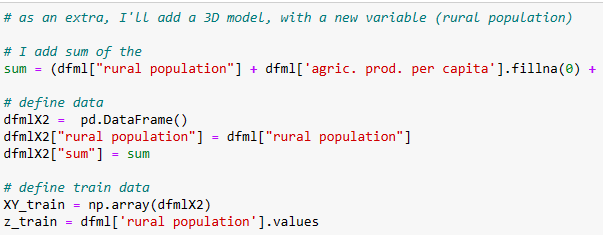 # as an extra, I'll add a 3D model, with a new variable (rural population)
# I add sum of the
sum = (dfml["rural population"] + dfml['agric. prod. per capita'].fillna(0) +
# define data
dfmlX2 =  pd.DataFrame()
dfmlX2["rural population"] = dfml["rural population"]
dfmlX2["sum"] = sum
# define train data
XY_train = np.array(dfmlX2)
z_train = dfml['rural population'].values